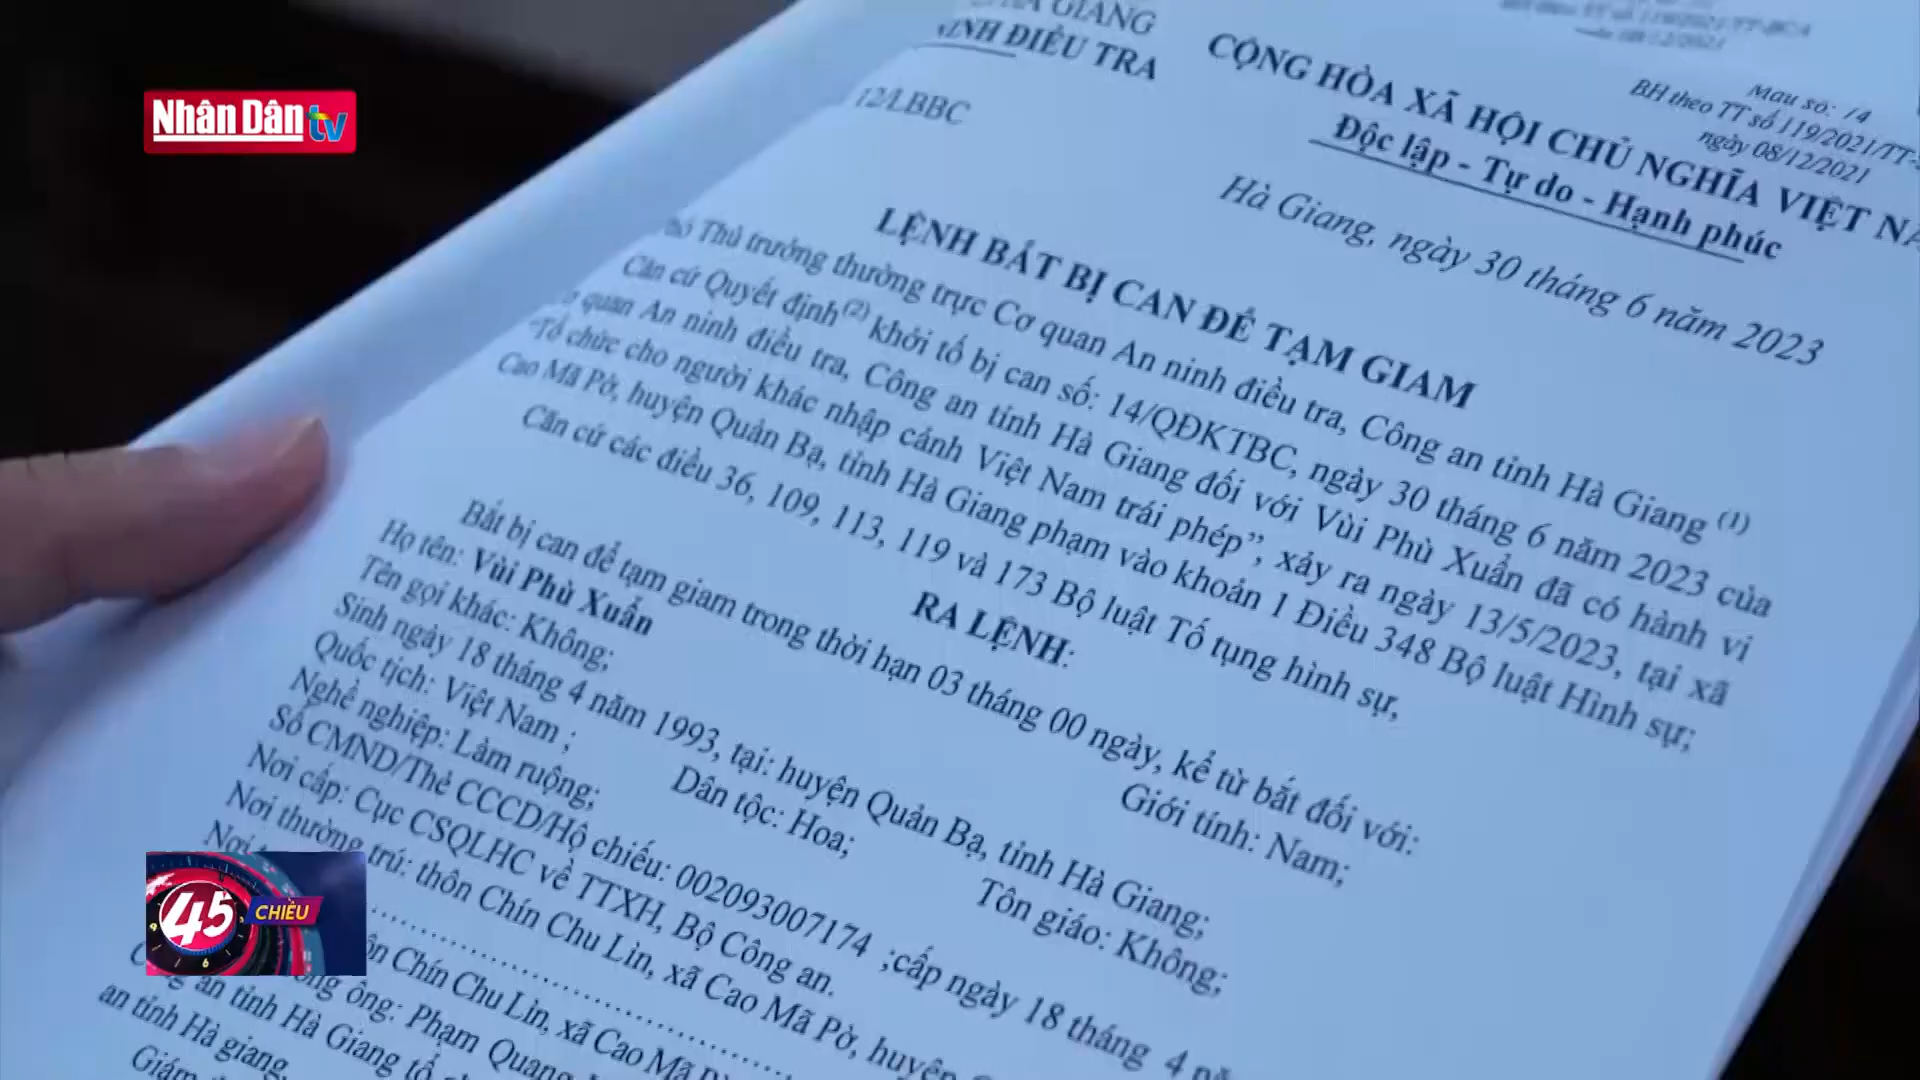 Nhân Dân tv
HÀ GIANG
NINH ĐIỀU TRA
12/LBBC
CỘNG HÒA XÃ HỘI CHỦ NGHĨA VIỆT NA
Độc lập - Tự do - Hạnh phúc
Mẫu số: 14
BH theo TT số 119/2021/TT-
ngày 08/12/2021
Hà Giang, ngày 30 tháng 6 năm 2023
LỆNH BẮT BỊ CAN ĐỂ TẠM GIAM
Thủ trưởng thường trực Cơ quan An ninh điều tra, Công an tỉnh Hà Giang (1)
Căn cứ Quyết định(2) khởi tố bị can số: 14/QĐKTBC, ngày 30 tháng 6 năm 2023 của
quan An ninh điều tra, Công an tỉnh Hà Giang đối với Vùi Phù Xuẩn đã có hành vi
"Tổ chức cho người khác nhập cảnh Việt Nam trái phép", xảy ra ngày 13/5/2023, tại xã
Cao Mã Pờ, huyện Quản Bạ, tỉnh Hà Giang phạm vào khoản 1 Điều 348 Bộ luật Hình sự;
Căn cứ các điều 36, 109, 113, 119 và 173 Bộ luật Tố tụng hình sự,
RA LỆNH:
Bắt bị can để tạm giam trong thời hạn 03 tháng 00 ngày, kể từ bắt đối với:
Họ tên: Vùi Phù Xuẩn Giới tính: Nam;
Tên gọi khác: Không;
Sinh ngày 18 tháng 4 năm 1993, tại: huyện Quản Bạ, tỉnh Hà Giang;
Quốc tịch: Việt Nam ; Dân tộc: Hoa; Tôn giáo: Không;
Nghề nghiệp: Làm ruộng;
Số CMND/Thẻ CCCD/Hộ chiếu: 002093007174 ;cấp ngày 18 tháng 4
Nơi cấp: Cục CSQLHC về TTXH, Bộ Công an.
Nơi thường trú: thôn Chín Chu Lìn, xã Cao Mã Pờ, huyện
Nơi
Chín Chu Lìn, xã Cao Mã
ông: Phạm Quang
an tỉnh Hà Giang tổ
an tỉnh Hà giang.
Giám
45 CHIỀU